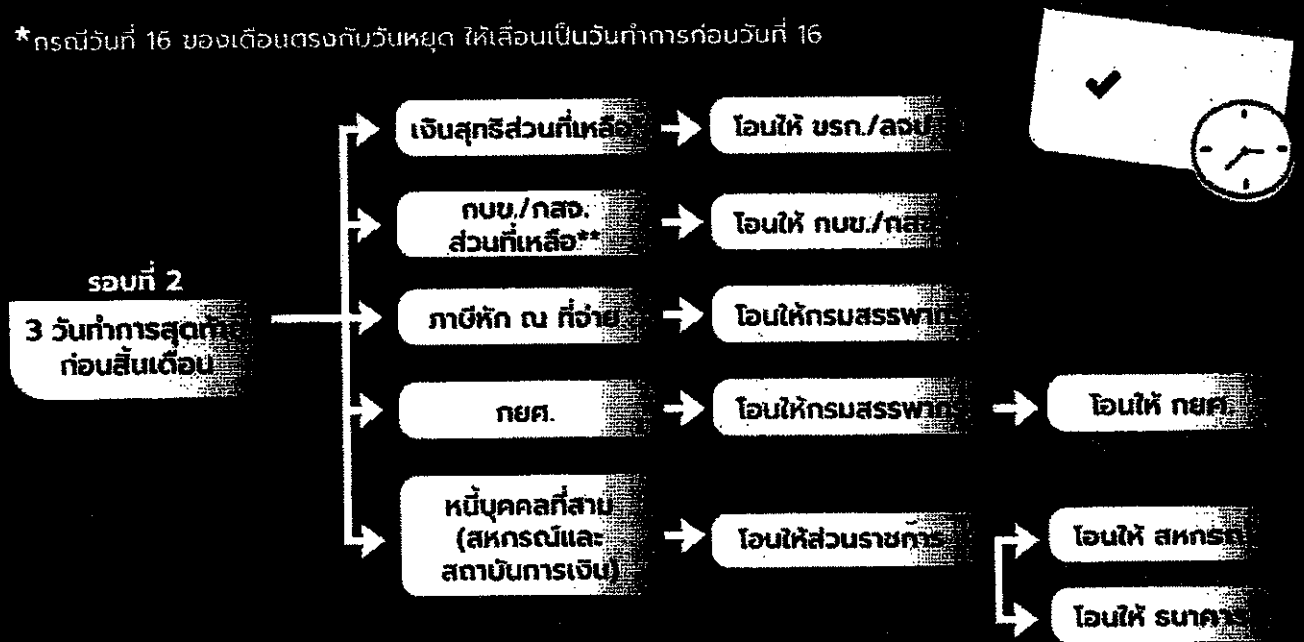 *กรณีวันที่ 16 ของเดือนตรงกับวันหยุด ให้เลื่อนเป็นวันทำการก่อนวันที่ 16
เงินสุทธิส่วนที่เหลือ
โอนให้ ขรก./ลจป.
กบข./กสจ.
ส่วนที่เหลือ**
โอนให้ กบข./กสจ.
รอบที่ 2
3 วันทำการสุดท้าย
ก่อนสิ้นเดือน
ภาษีหัก ณ ที่จ่าย
โอนให้กรมสรรพากร
กยศ.
โอนให้กรมสรรพากร
โอนให้ กยศ.
หนี้บุคคลที่สาม
(สหกรณ์และ
สถาบันการเงิน)
โอนให้ส่วนราชการ
โอนให้ สหกรณ์
โอนให้ ธนาคาร